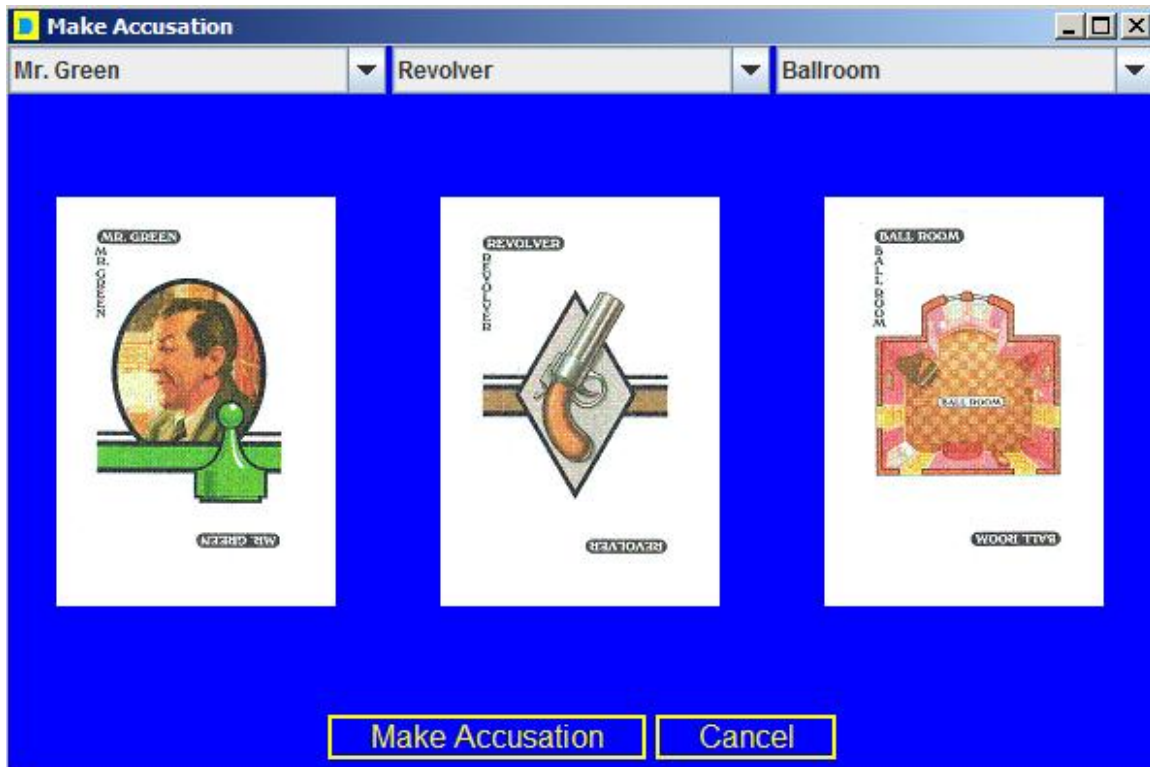 Make Accusation
Mr. Green
Revolver
Ballroom
MR. GREEN
MR. GREEN
MR. GREEN
REVOLVER
REVOLVER
REVOLVER
BALL ROOM
BALL ROOM
BALL ROOM
BALL ROOM
Make Accusation
Cancel